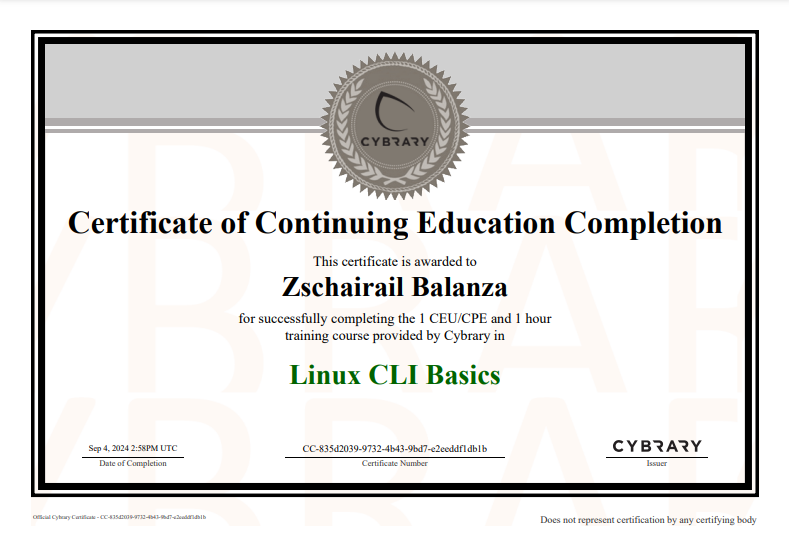 CYBRARY
Certificate of Continuing Education Completion
This certificate is awarded to
Zschairail Balanza
for successfully completing the 1 CEU/CPE and 1 hour
training course provided by Cybrary in
Linux CLI Basics
Sep 4, 2024 2:58PM UTC
Date of Completion
CC-835d2039-9732-4b43-9bd7-e2eeddf1db1b
Certificate Number
CYBRARY
Issuer
Official Cybrary Certificate - CC-835d2039-9732-4b43-9bd7-e2eeddf1db1b
Does not represent certification by any certifying body